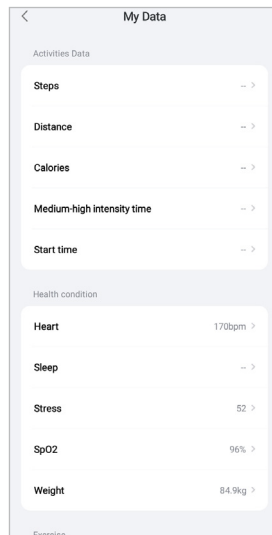 My Data
Activities Data
Steps --
Distance --
Calories --
Medium-high intensity time --
Start time --
Health condition
Heart 170bpm
Sleep --
Stress 52
SpO2 96%
Weight 84.9kg
Exercise